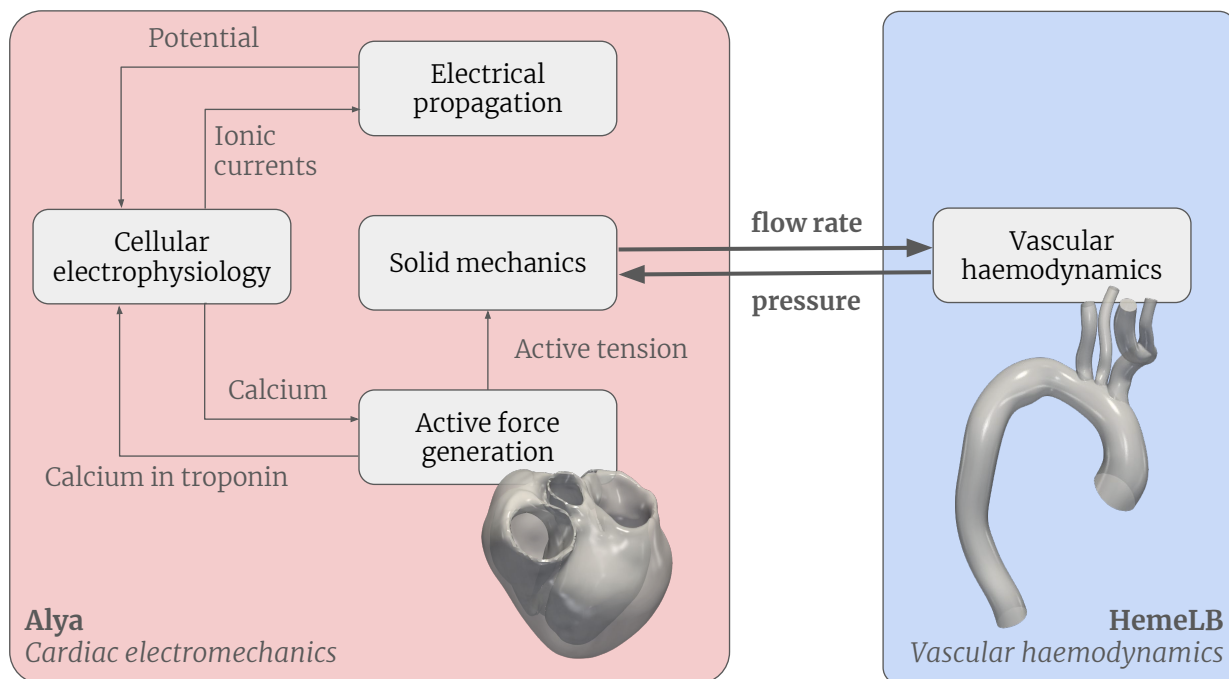 Potential
Electrical
propagation
Ionic
currents
Cellular
electrophysiology
Solid mechanics
flow rate
pressure
Vascular
haemodynamics
Active tension
Calcium
Active force
generation
Calcium in troponin
Alya
Cardiac electromechanics
HemeLB
Vascular haemodynamics